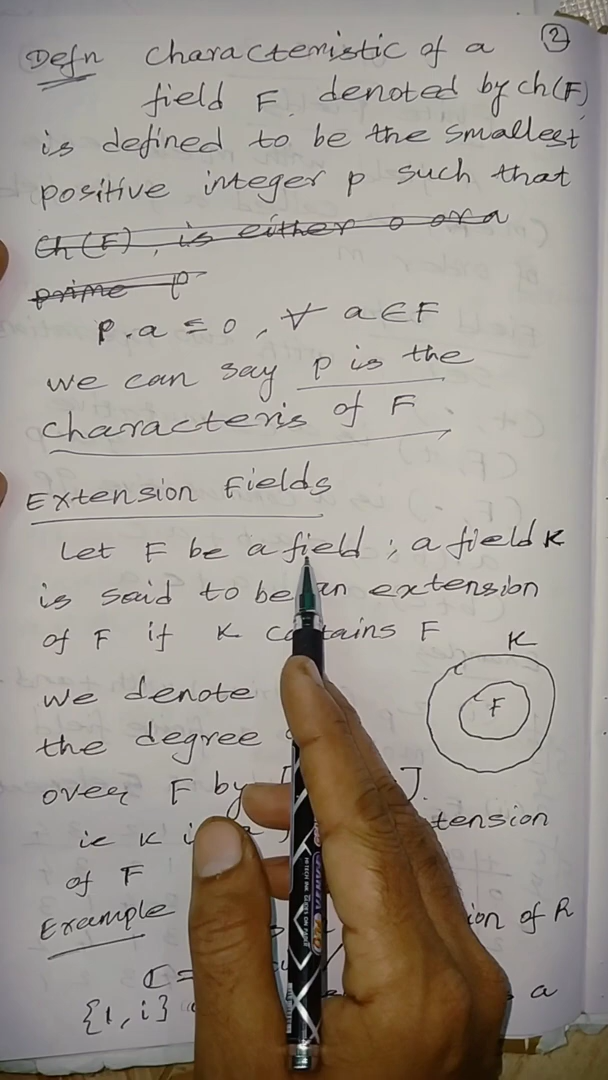 2
Defn characteristic of a
field F, denoted by ch(F)
is defined to be the smallest
positive integer p such that
ch(F), is either 0 or a
prime p
p.a = 0, ∀ a ∈ F
we can say p is the
characteris of F
Extension Fields
Let F be a field ; a field K
is said to be an extension
of F if K contains F
K
F
we denote
the degree
over F by [ ].
ie K is a tension
of F
Example ion of R
ℂ =
{1, i} a